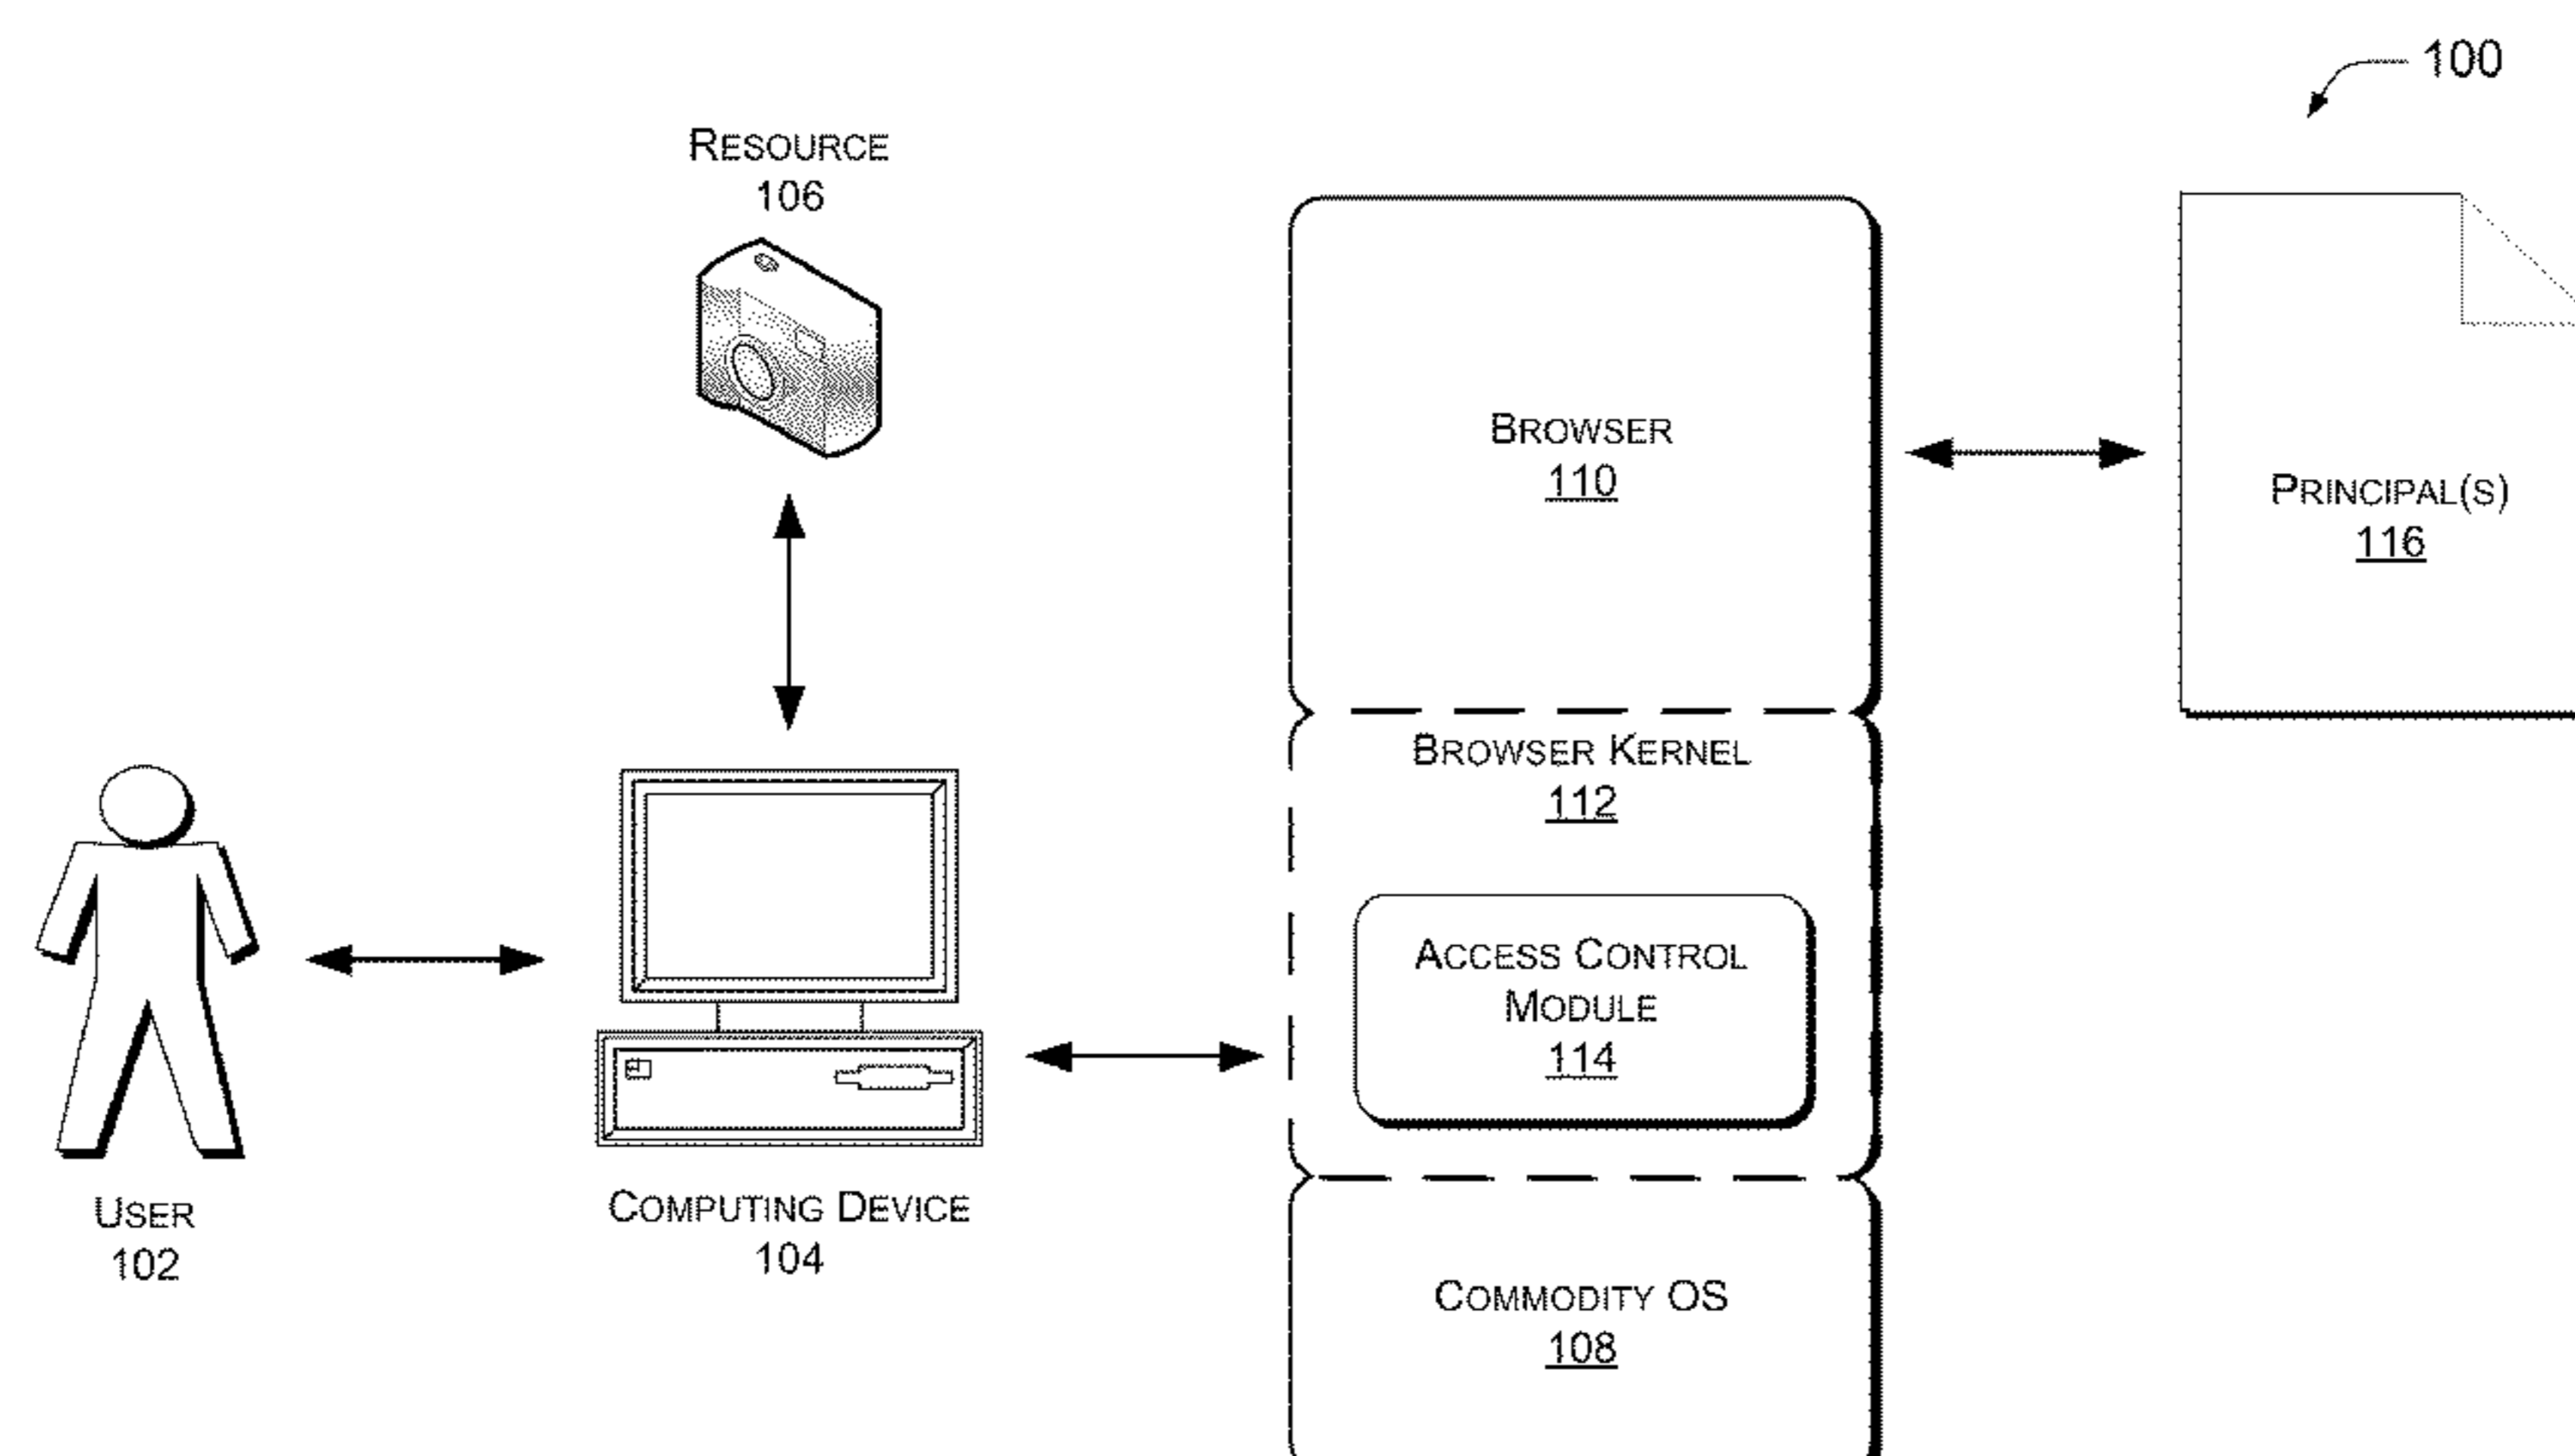 100
RESOURCE
106
BROWSER
110
PRINCIPAL(S)
116
BROWSER KERNEL
112
ACCESS CONTROL
MODULE
114
USER
102
COMPUTING DEVICE
104
COMMODITY OS
108